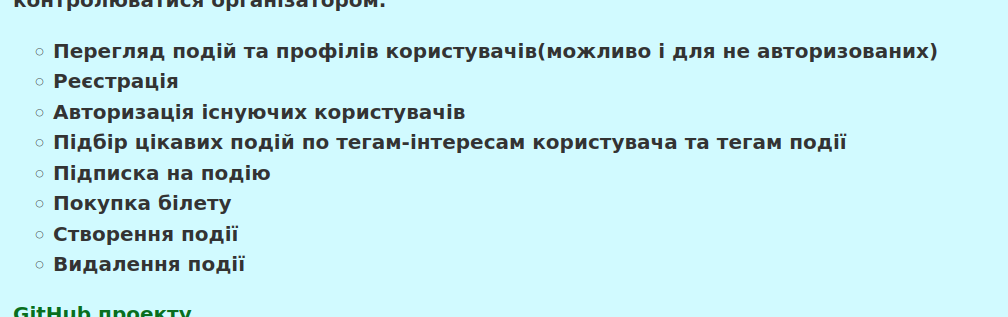 контролюватися організатором.
Перегляд подій та профілів користувачів(можливо і для не авторизованих)
Реєстрація
Авторизація існуючих користувачів
Підбір цікавих подій по тегам-інтересам користувача та тегам події
Підписка на подію
Покупка білету
Створення події
Видалення події
GitHub проекту